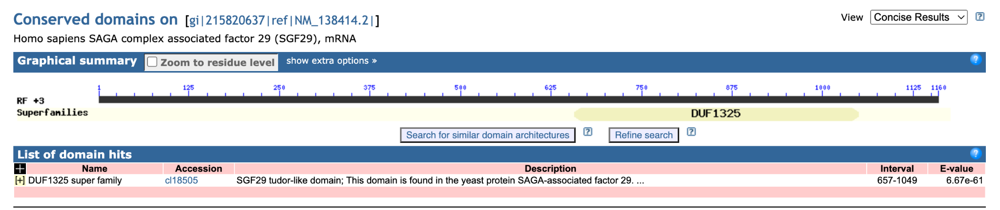 Conserved domains on [gi|215820637|ref|NM_138414.2|]
View Concise Results ?
Homo sapiens SAGA complex associated factor 29 (SGF29), mRNA
Graphical summary Zoom to residue level show extra options » ?
1 125 250 375 500 625 750 875 1000 1125 1160
RF +3
Superfamilies DUF1325
Search for similar domain architectures ? Refine search ?
List of domain hits ?
+ Name Accession Description Interval E-value
[+] DUF1325 super family cl18505 SGF29 tudor-like domain; This domain is found in the yeast protein SAGA-associated factor 29. ... 657-1049 6.67e-61